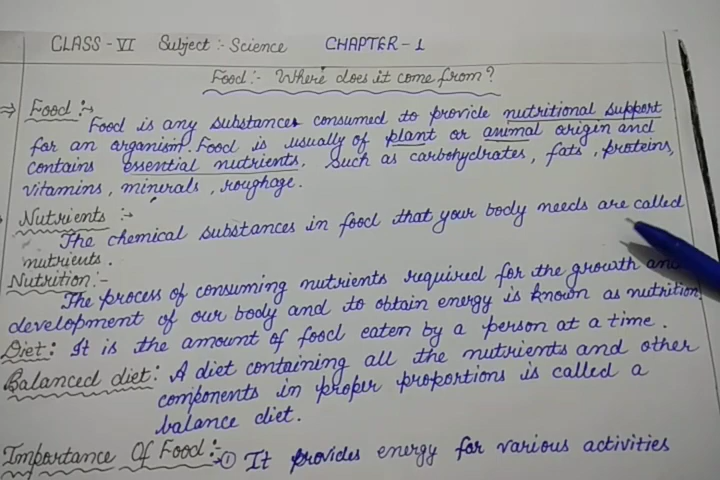 CLASS - VI Subject :- Science CHAPTER - 1
Food :- Where does it come from?
⇒ Food :→
Food is any substance consumed to provide nutritional support
for an organism. Food is usually of plant or animal origin and
contains essential nutrients. Such as carbohydrates, fats, proteins,
vitamins, minerals, roughage.
Nutrients :→
The chemical substances in food that your body needs are called
nutrients.
Nutrition :-
The process of consuming nutrients required for the growth and
development of our body and to obtain energy is known as nutrition
Diet : It is the amount of food eaten by a person at a time.
Balanced diet : A diet containing all the nutrients and other
components in proper proportions is called a
balance diet.
Importance Of Food :→ ① It provides energy for various activities